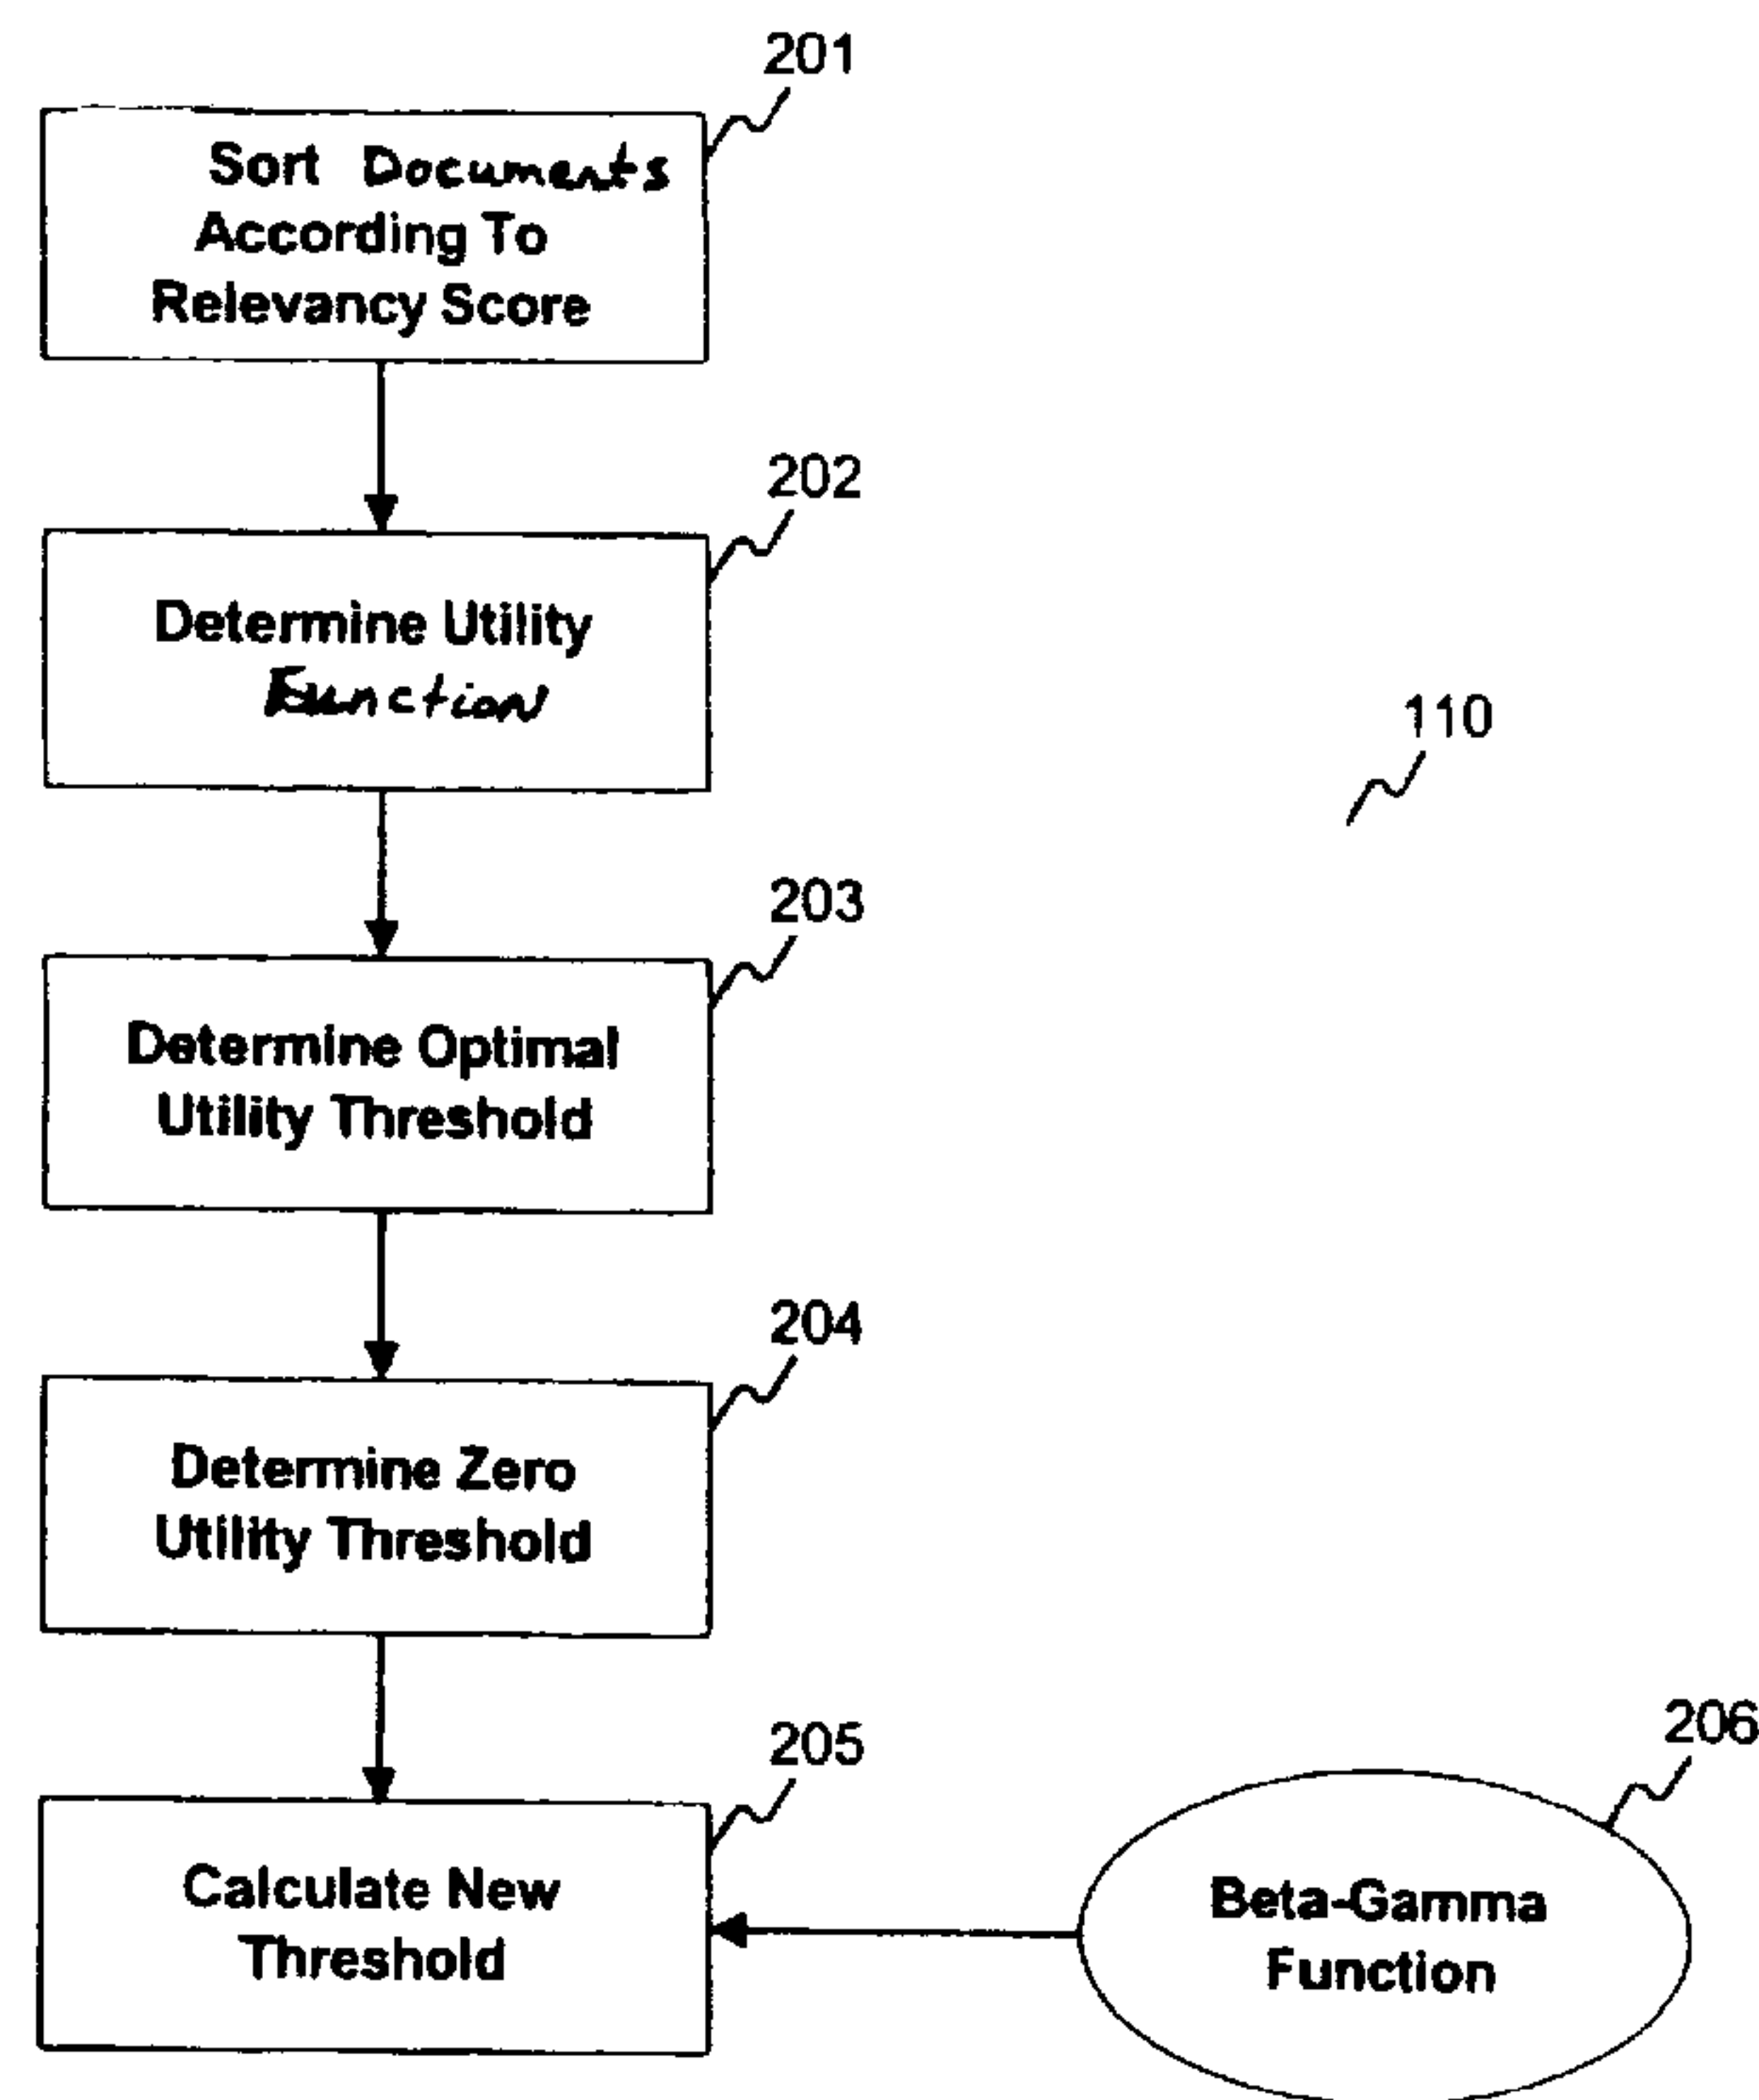 201
Sort Documents
According To
Relevancy Score
202
Determine Utility
Function
110
203
Determine Optimal
Utility Threshold
204
Determine Zero
Utility Threshold
205
Calculate New
Threshold
206
Beta-Gamma
Function